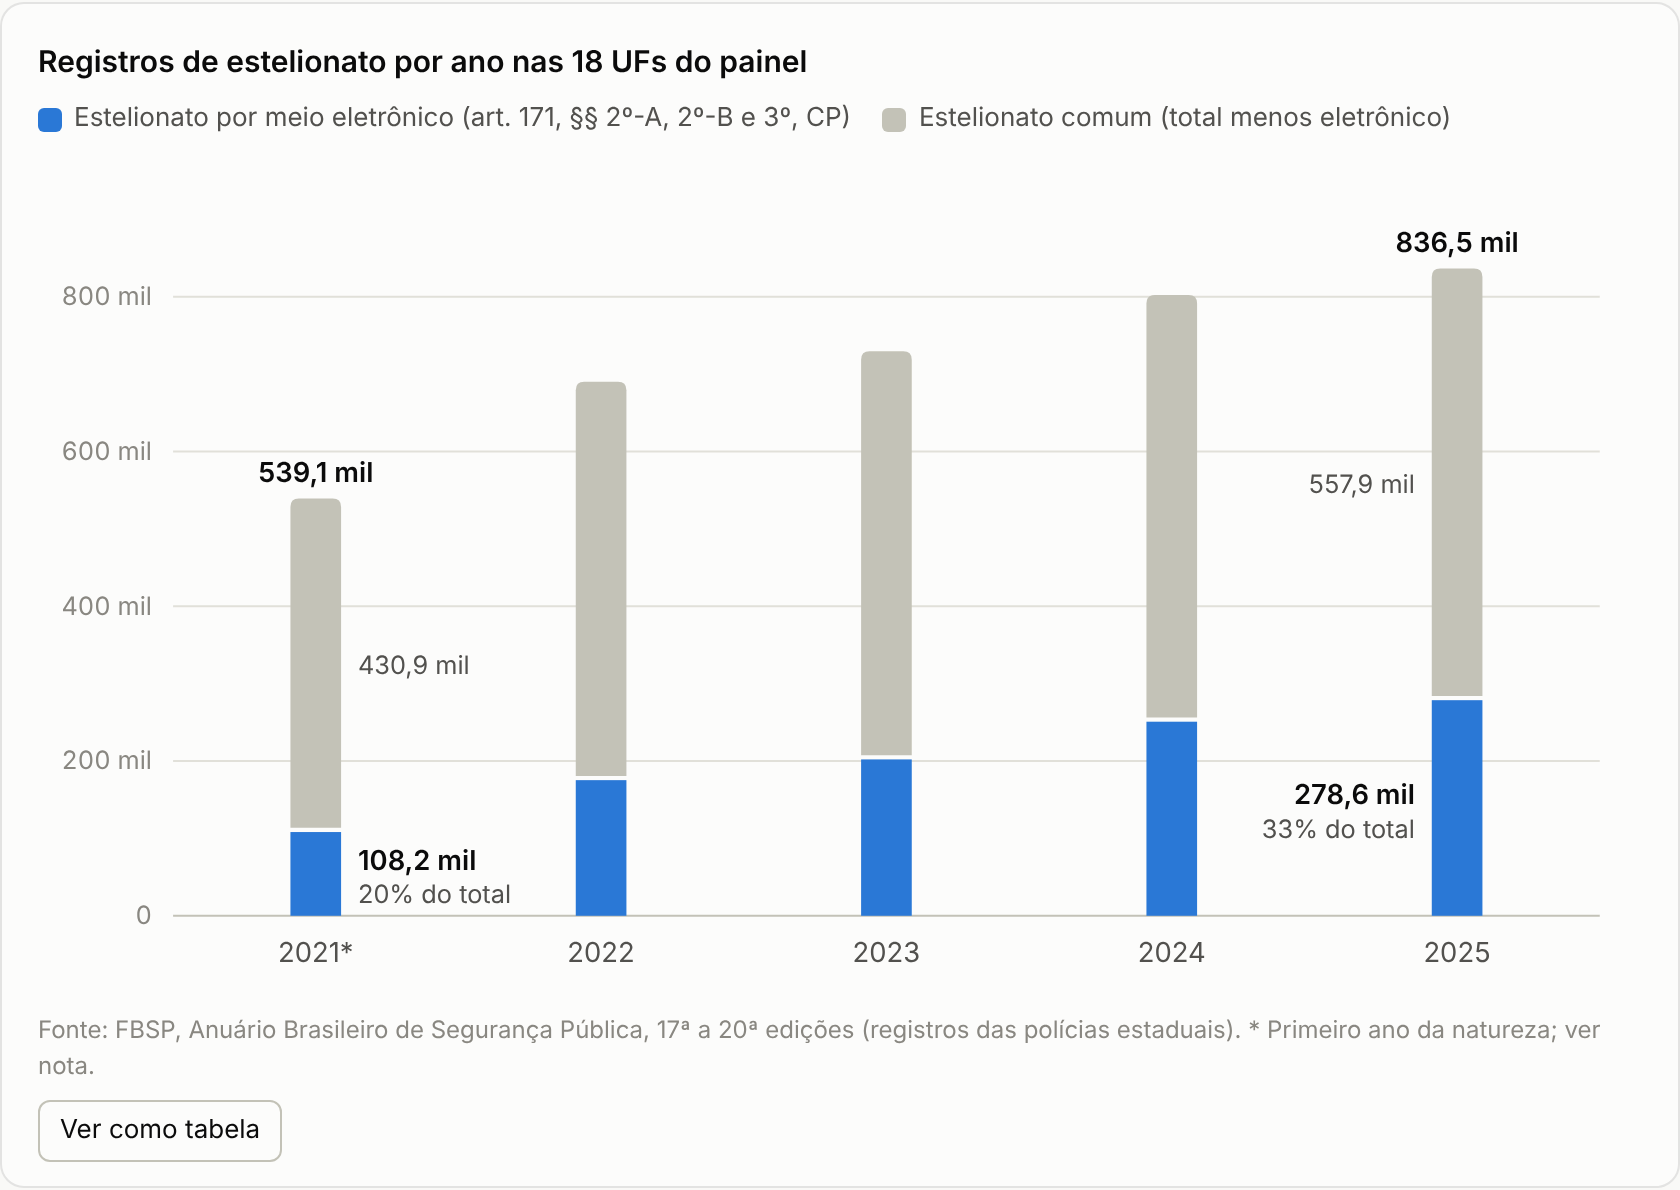 Registros de estelionato por ano nas 18 UFs do painel
Estelionato por meio eletrônico (art. 171, §§ 2º-A, 2º-B e 3º, CP) Estelionato comum (total menos eletrônico)
836,5 mil
800 mil
600 mil
539,1 mil
557,9 mil
400 mil
430,9 mil
200 mil
278,6 mil
33% do total
108,2 mil
20% do total
0
2021* 2022 2023 2024 2025
Fonte: FBSP, Anuário Brasileiro de Segurança Pública, 17ª a 20ª edições (registros das polícias estaduais). * Primeiro ano da natureza; ver
nota.
Ver como tabela